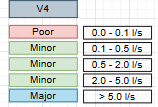 V4
Poor 0.0 - 0.1 l/s
Minor 0.1 - 0.5 l/s
Minor 0.5 - 2.0 l/s
Minor 2.0 - 5.0 l/s
Major > 5.0 l/s